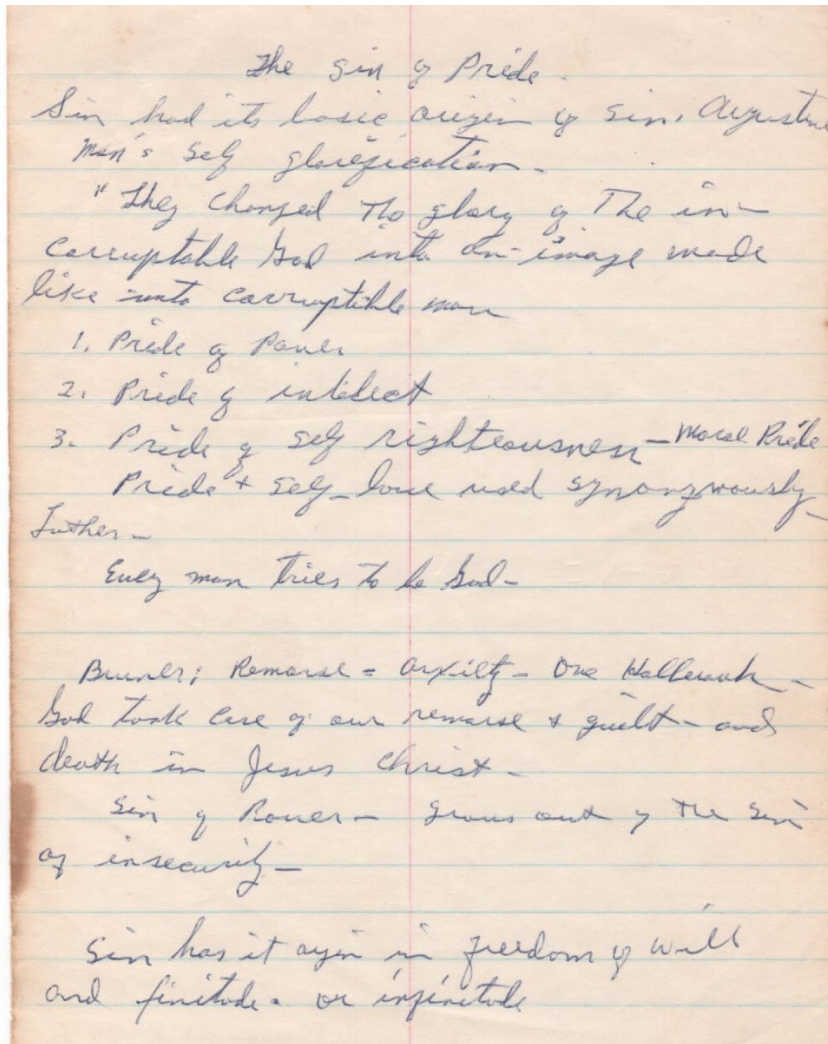 The Sin of Pride.
Sin had its basic origin of sin. Augustine
Man's self glorification.
"They changed the glory of the in-
corruptable God into an image made
like unto corruptible man
1. Pride of Power
2. Pride of intellect
3. Pride of self righteousness – Pride
Pride + self-love used synonymously –
Luther –
Every man tries to be God –
Brunner; Remorse = anxiety – One –
God took care of our remorse + guilt – and
death in Jesus Christ –
Sin of Power – grows out of the Sin
of insecurity –
Sin has it in freedom of will
and finitude. or infinitude